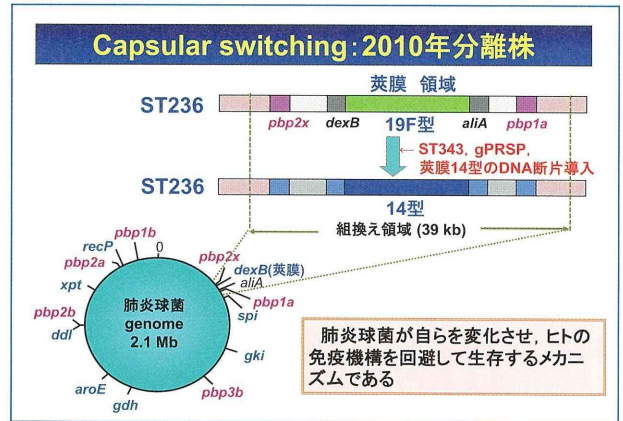 Capsular switching:2010年分離株
莢膜 領域
ST236
pbp2x
dexB
19F型
aliA
pbp1a
← ST343, gPRSP,
莢膜14型のDNA断片導入
ST236
14型
組換え領域 (39 kb)
pbp1b
0
recP
pbp2a
pbp2x
dexB(莢膜)
aliA
xpt
pbp1a
肺炎球菌
genome
2.1 Mb
spi
pbp2b
ddl
gki
aroE
gdh
pbp3b
肺炎球菌が自らを変化させ, ヒトの
免疫機構を回避して生存するメカニ
ズムである